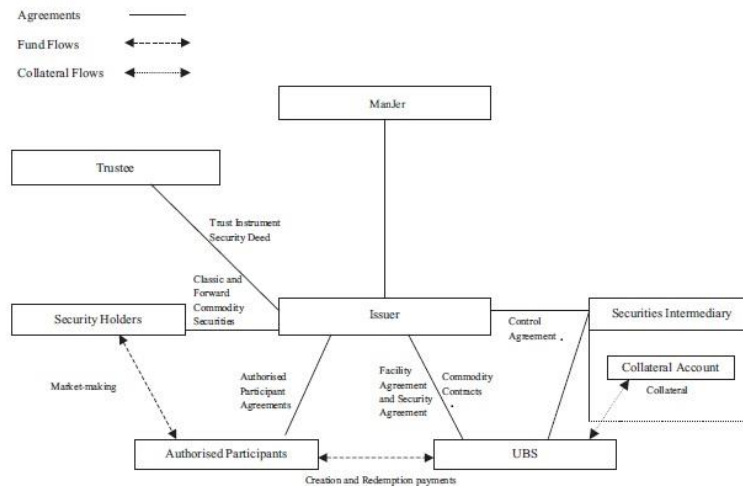 Agreements
Fund Flows
Collateral Flows
ManJer
Trustee
Trust Instrument
Security Deed
Classic and
Forward
Commodity
Securities
Security Holders
Issuer
Securities Intermediary
Control
Agreement
Collateral Account
Collateral
Market-making
Authorised
Participant
Agreements
Facility
Agreement
and Security
Agreement
Commodity
Contracts
Authorised Participants
UBS
Creation and Redemption payments